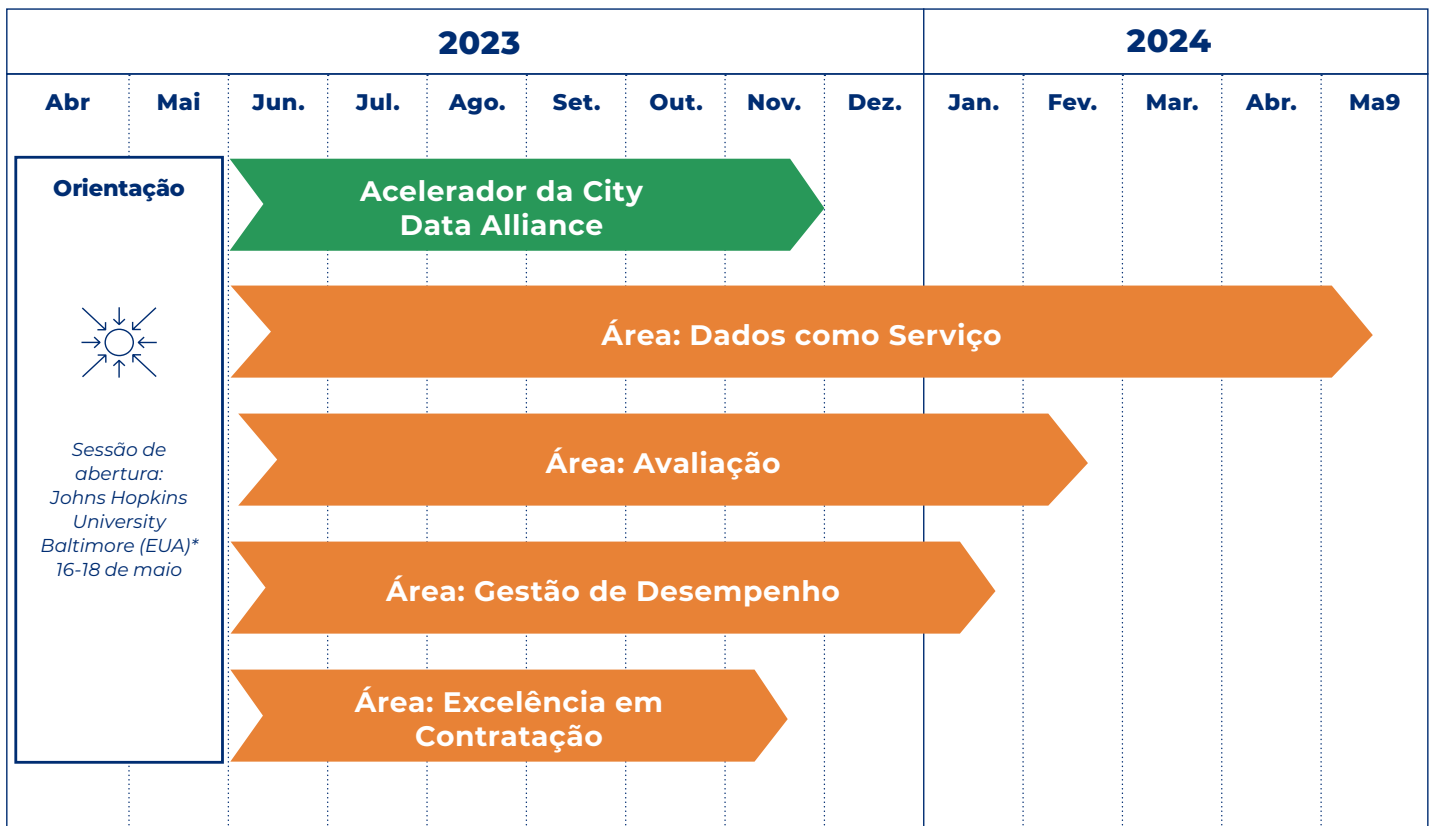 2023
2024
Abr
Mai
Jun.
Jul.
Ago.
Set.
Out.
Nov.
Dez.
Jan.
Fev.
Mar.
Abr.
Ma9
Orientação
Sessão de
abertura:
Johns Hopkins
University
Baltimore (EUA)*
16-18 de maio
Acelerador da City
Data Alliance
Área: Dados como Serviço
Área: Avaliação
Área: Gestão de Desempenho
Área: Excelência em
Contratação